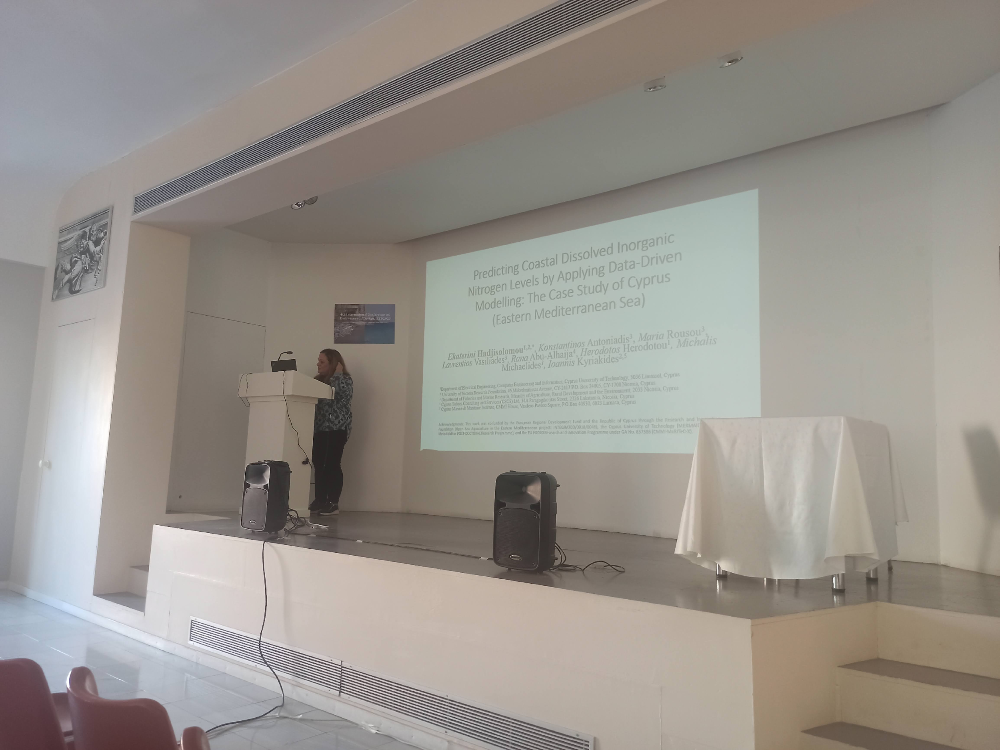 4th International Conference on
Environmental Design, ICED2023
Predicting Coastal Dissolved Inorganic
Nitrogen Levels by Applying Data-Driven
Modelling: The Case Study of Cyprus
(Eastern Mediterranean Sea)
Ekaterini Hadjisolomou1,2,*, Konstantinos Antoniadis3, Maria Rousou3,
Lavrentios Vasiliades3, Rana Abu-Alhaija4, Herodotos Herodotou1, Michalis
Michaelides1, Ioannis Kyriakides2,5
1Department of Electrical Engineering, Computer Engineering and Informatics, Cyprus University of Technology, 3036 Limassol, Cyprus
2 University of Nicosia Research Foundation, 46 Makedonitissas Avenue, CY-2417 P.O. Box 24005, CY-1700 Nicosia, Cyprus
3 Department of Fisheries and Marine Research, Ministry of Agriculture, Rural Development and the Environment, 2033 Nicosia, Cyprus
4 Cyprus Subsea Consulting and Services (CSCS) Ltd, 34A Paragogikotitas Street, 2326 Lakatamia, Nicosia, Cyprus
5 Cyprus Marine & Maritime Institute, CMMI House, Vasileos Pavlou Square, P.O.Box 40930, 6023 Larnaca, Cyprus
Acknowledgments: This work was co-funded by the European Regional Development Fund and the Republic of Cyprus through the Research and
Foundation (Open Sea Aquaculture in the Eastern Mediterranean project: INTEGRATED/0918/0046), the Cyprus University of Technology (MERMAID
Metadidaktor POST-DOCTORAL Research Programme), and the EU H2020 Research and Innovation Programme under GA No. 857586 (CMMI-MaRITeC-X).